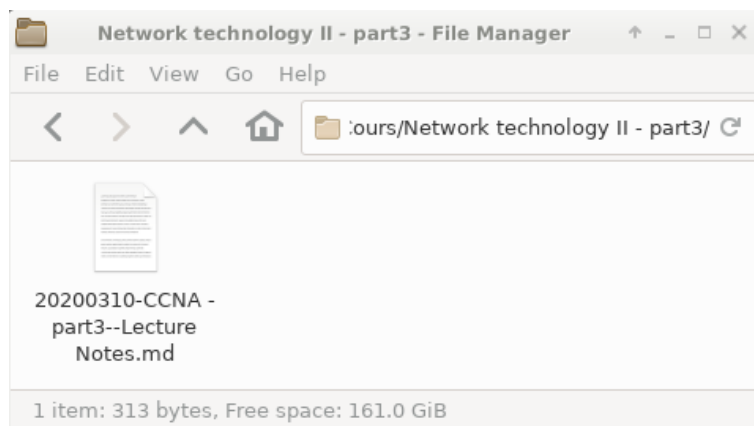 Network technology II - part3 - File Manager
File Edit View Go Help
:ours/Network technology II - part3/
20200310-CCNA -
part3--Lecture
Notes.md
1 item: 313 bytes, Free space: 161.0 GiB